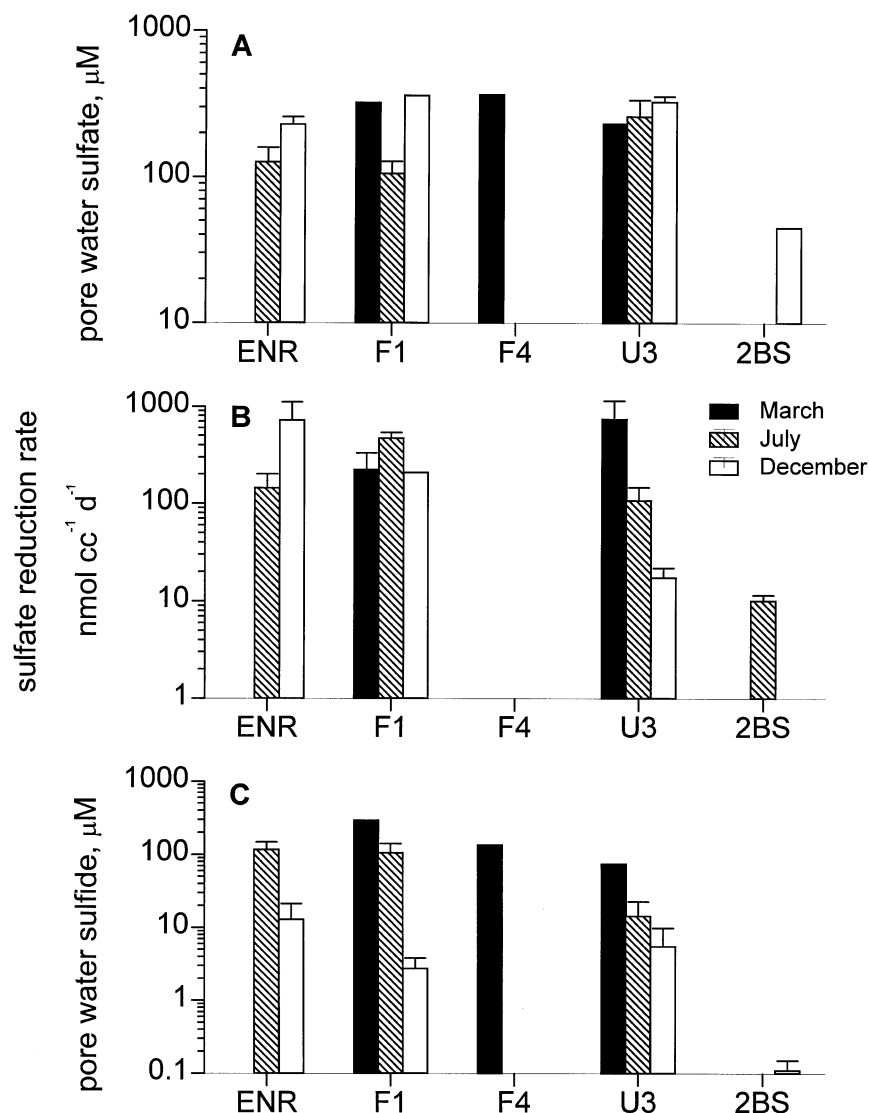 A
1000
100
10
pore water sulfate, μM
ENR F1 F4 U3 2BS
B
1000
100
10
1
sulfate reduction rate
nmol cc⁻¹ d⁻¹
March
July
December
ENR F1 F4 U3 2BS
C
1000
100
10
1
0.1
pore water sulfide, μM
ENR F1 F4 U3 2BS